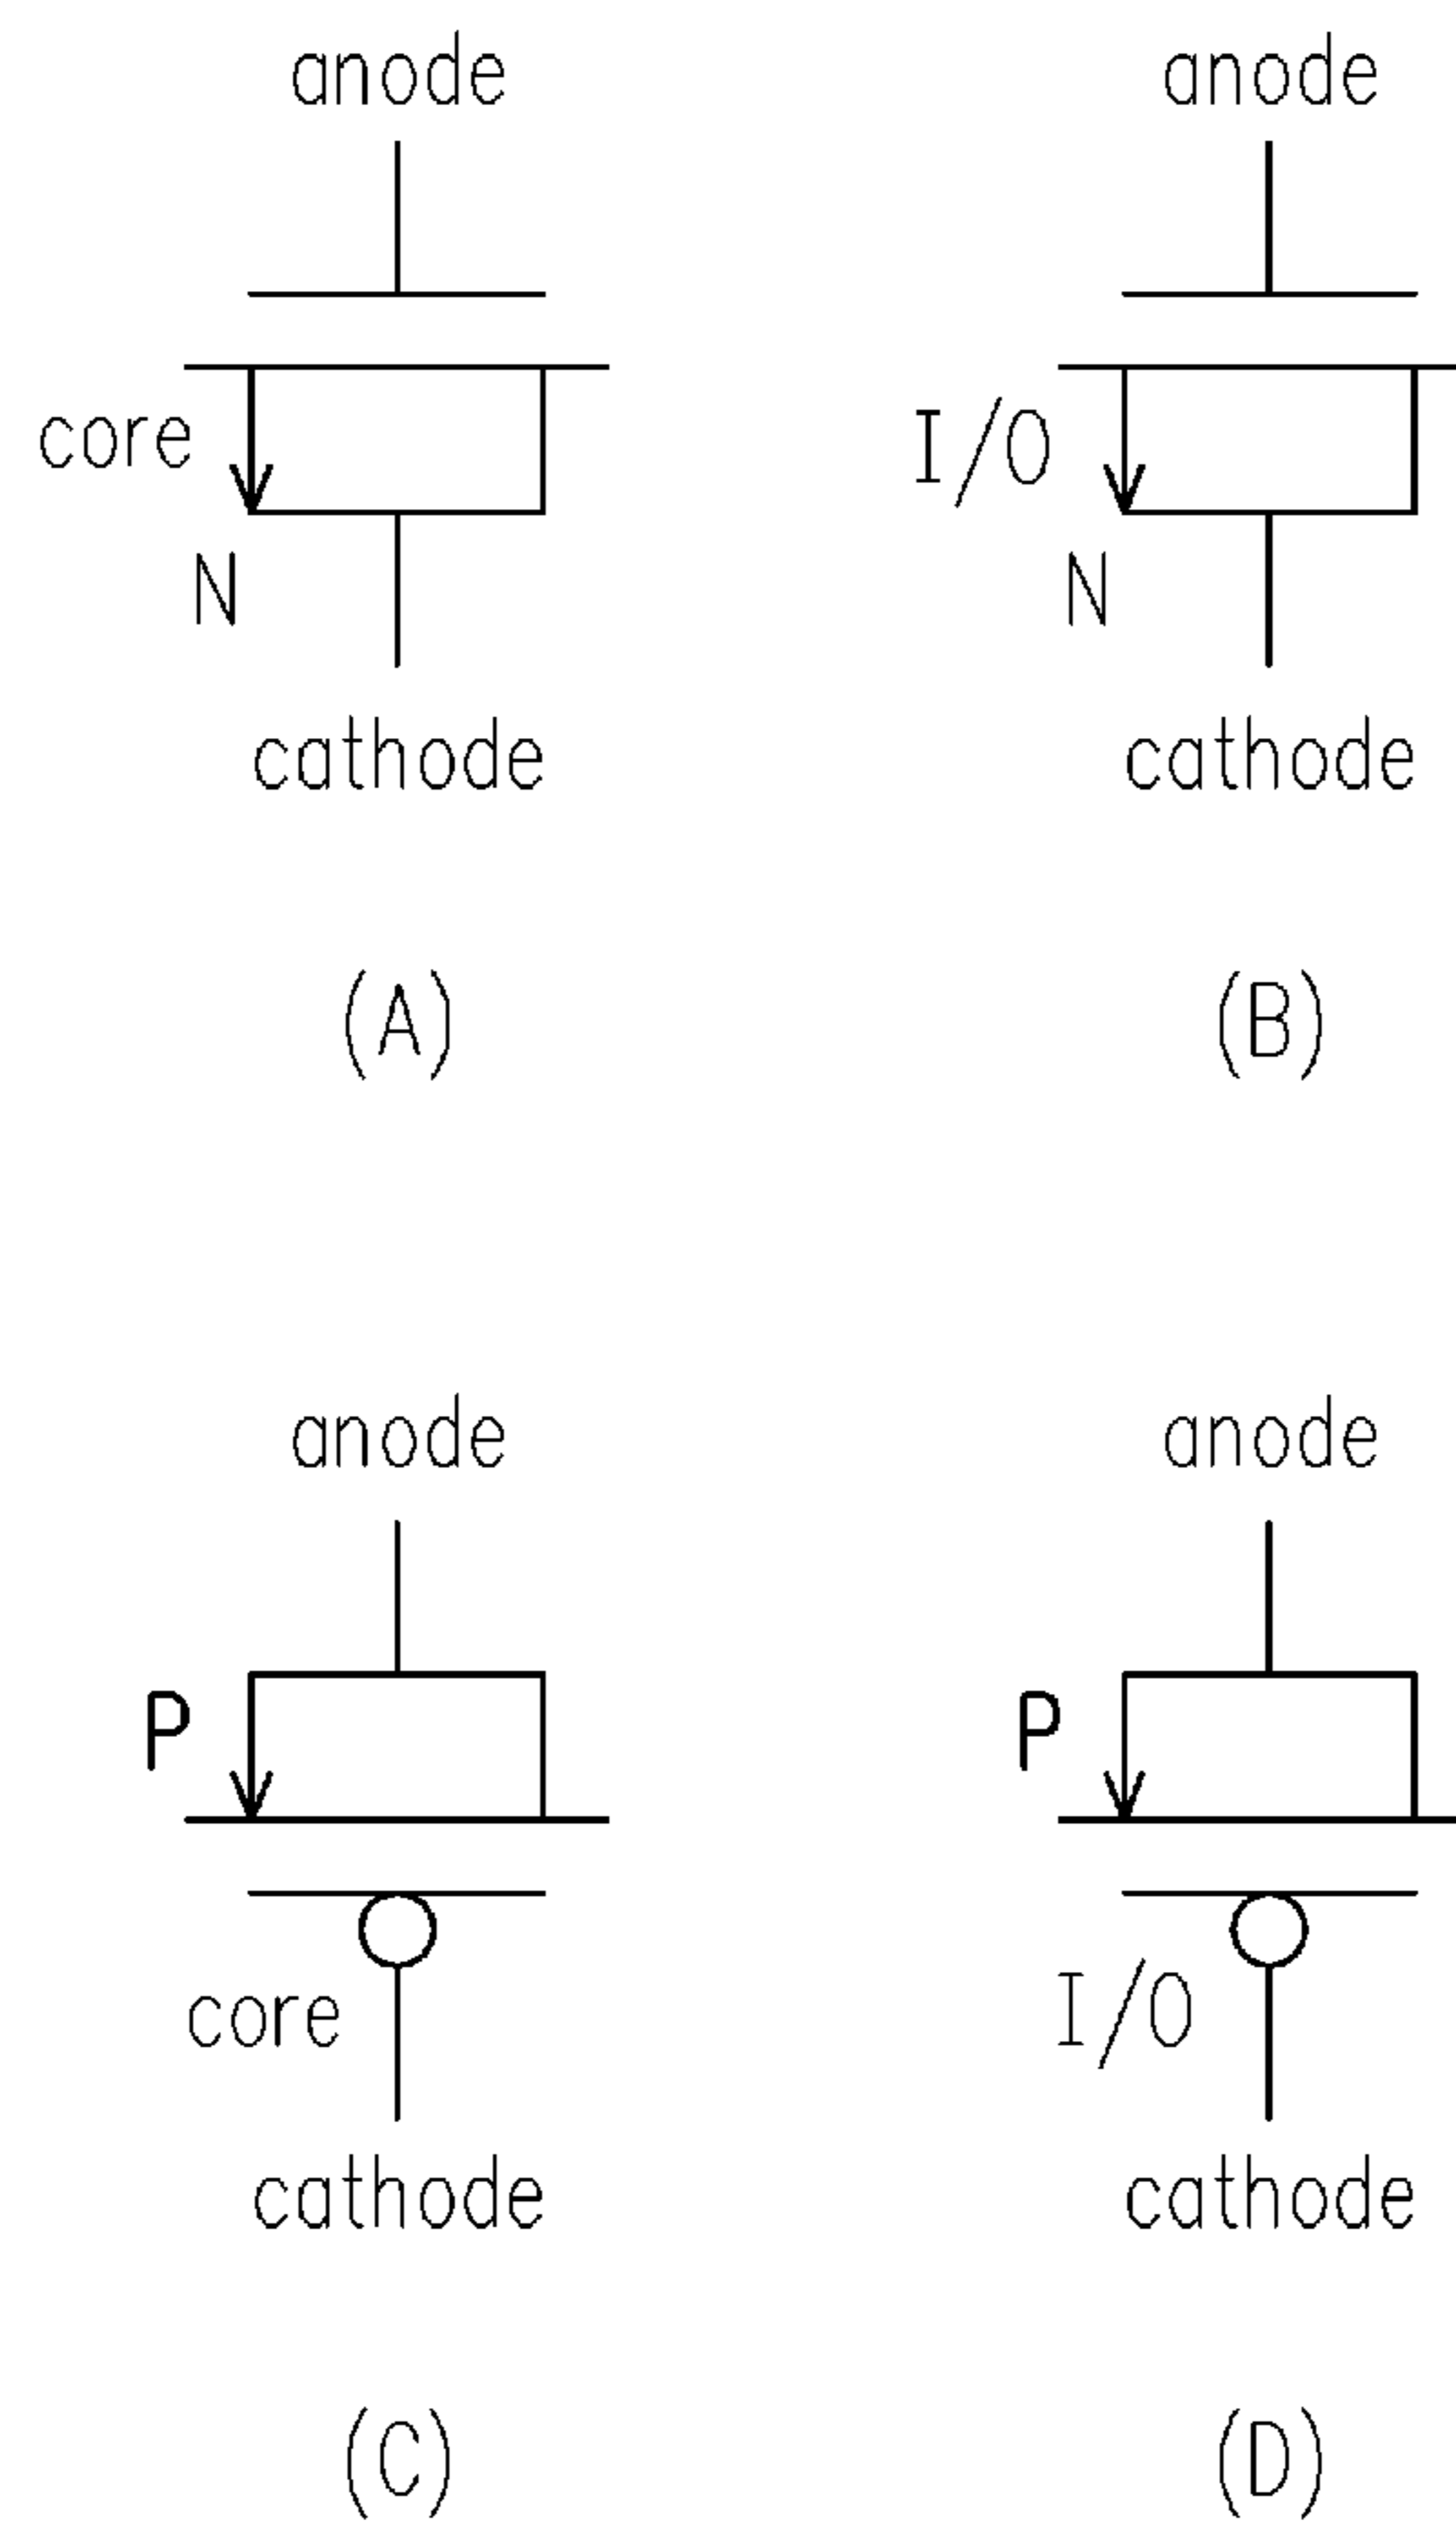 anode anode
core I/O
N N
cathode cathode
(A) (B)
anode anode
P P
core I/O
cathode cathode
(C) (D)